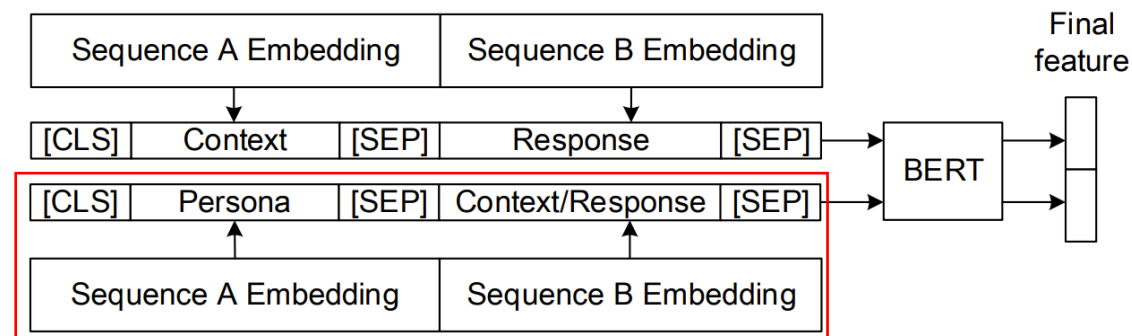 Final
feature
Sequence A Embedding Sequence B Embedding
[CLS] Context [SEP] Response [SEP]
BERT
[CLS] Persona [SEP] Context/Response [SEP]
Sequence A Embedding Sequence B Embedding